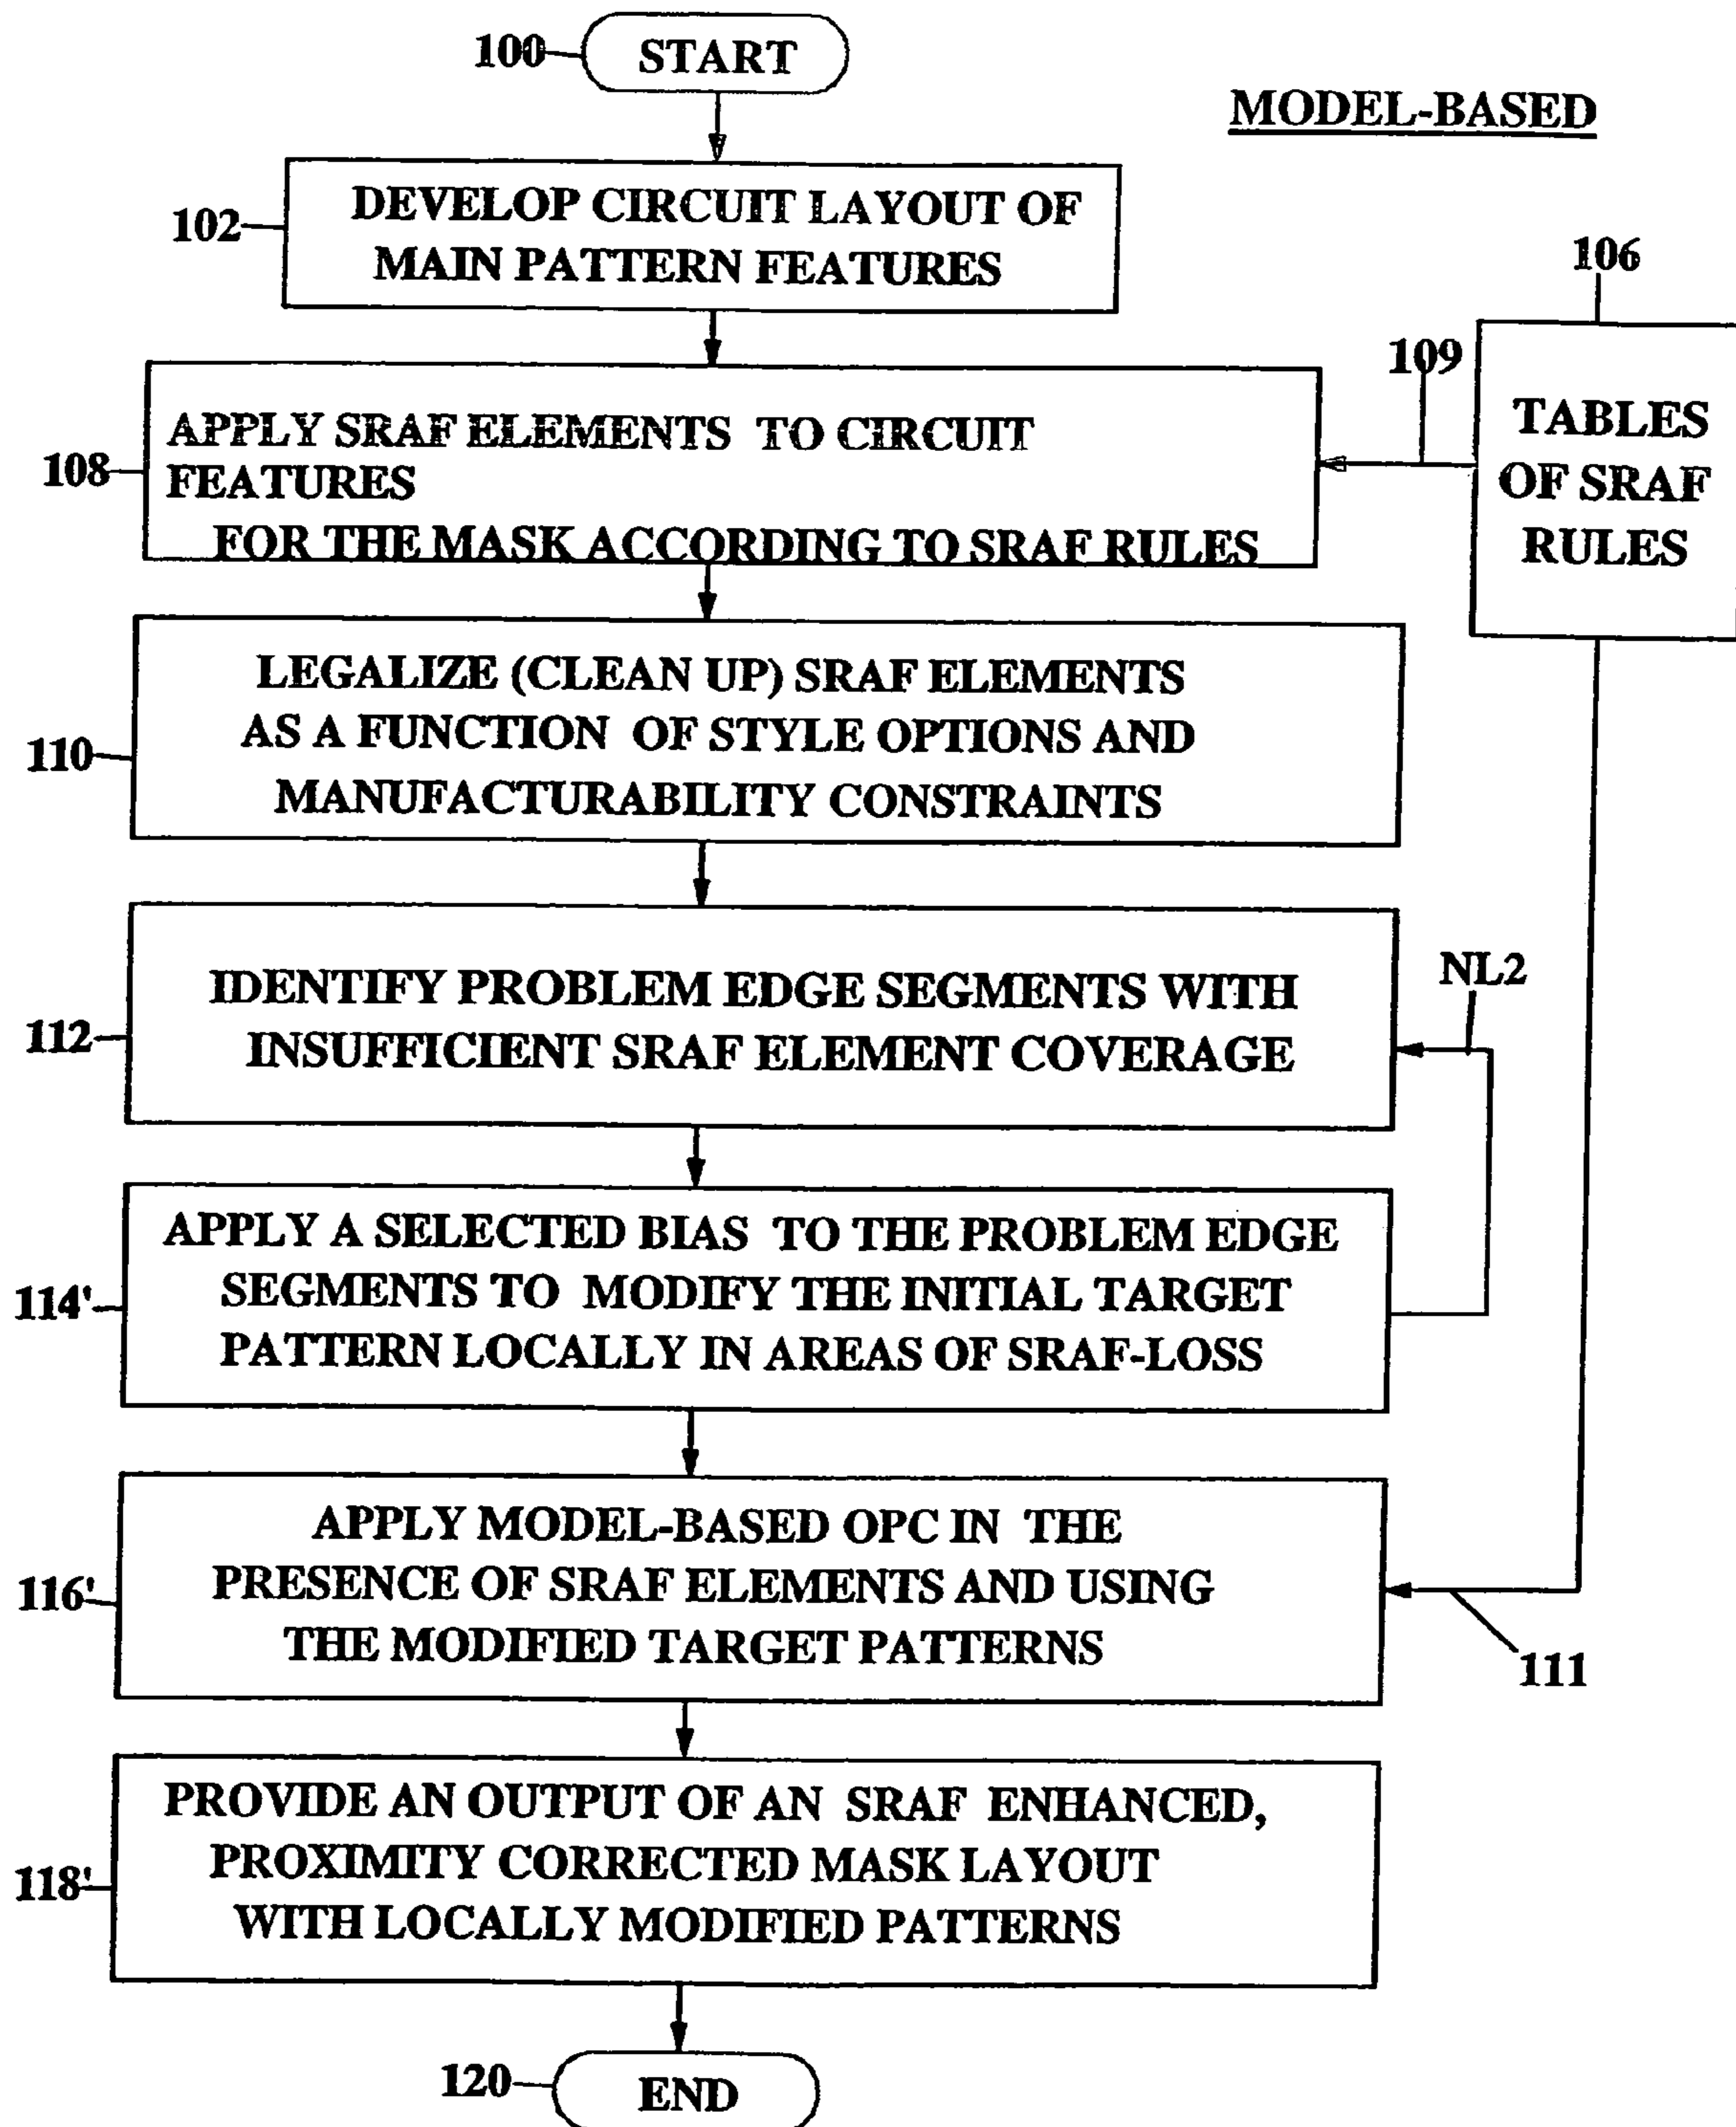 100
START
MODEL-BASED
102
DEVELOP CIRCUIT LAYOUT OF
MAIN PATTERN FEATURES
106
109
TABLES
OF SRAF
RULES
108
APPLY SRAF ELEMENTS TO CIRCUIT
FEATURES
FOR THE MASK ACCORDING TO SRAF RULES
110
LEGALIZE (CLEAN UP) SRAF ELEMENTS
AS A FUNCTION OF STYLE OPTIONS AND
MANUFACTURABILITY CONSTRAINTS
NL2
112
IDENTIFY PROBLEM EDGE SEGMENTS WITH
INSUFFICIENT SRAF ELEMENT COVERAGE
114'
APPLY A SELECTED BIAS TO THE PROBLEM EDGE
SEGMENTS TO MODIFY THE INITIAL TARGET
PATTERN LOCALLY IN AREAS OF SRAF-LOSS
116'
APPLY MODEL-BASED OPC IN THE
PRESENCE OF SRAF ELEMENTS AND USING
THE MODIFIED TARGET PATTERNS
111
118'
PROVIDE AN OUTPUT OF AN SRAF ENHANCED,
PROXIMITY CORRECTED MASK LAYOUT
WITH LOCALLY MODIFIED PATTERNS
120
END